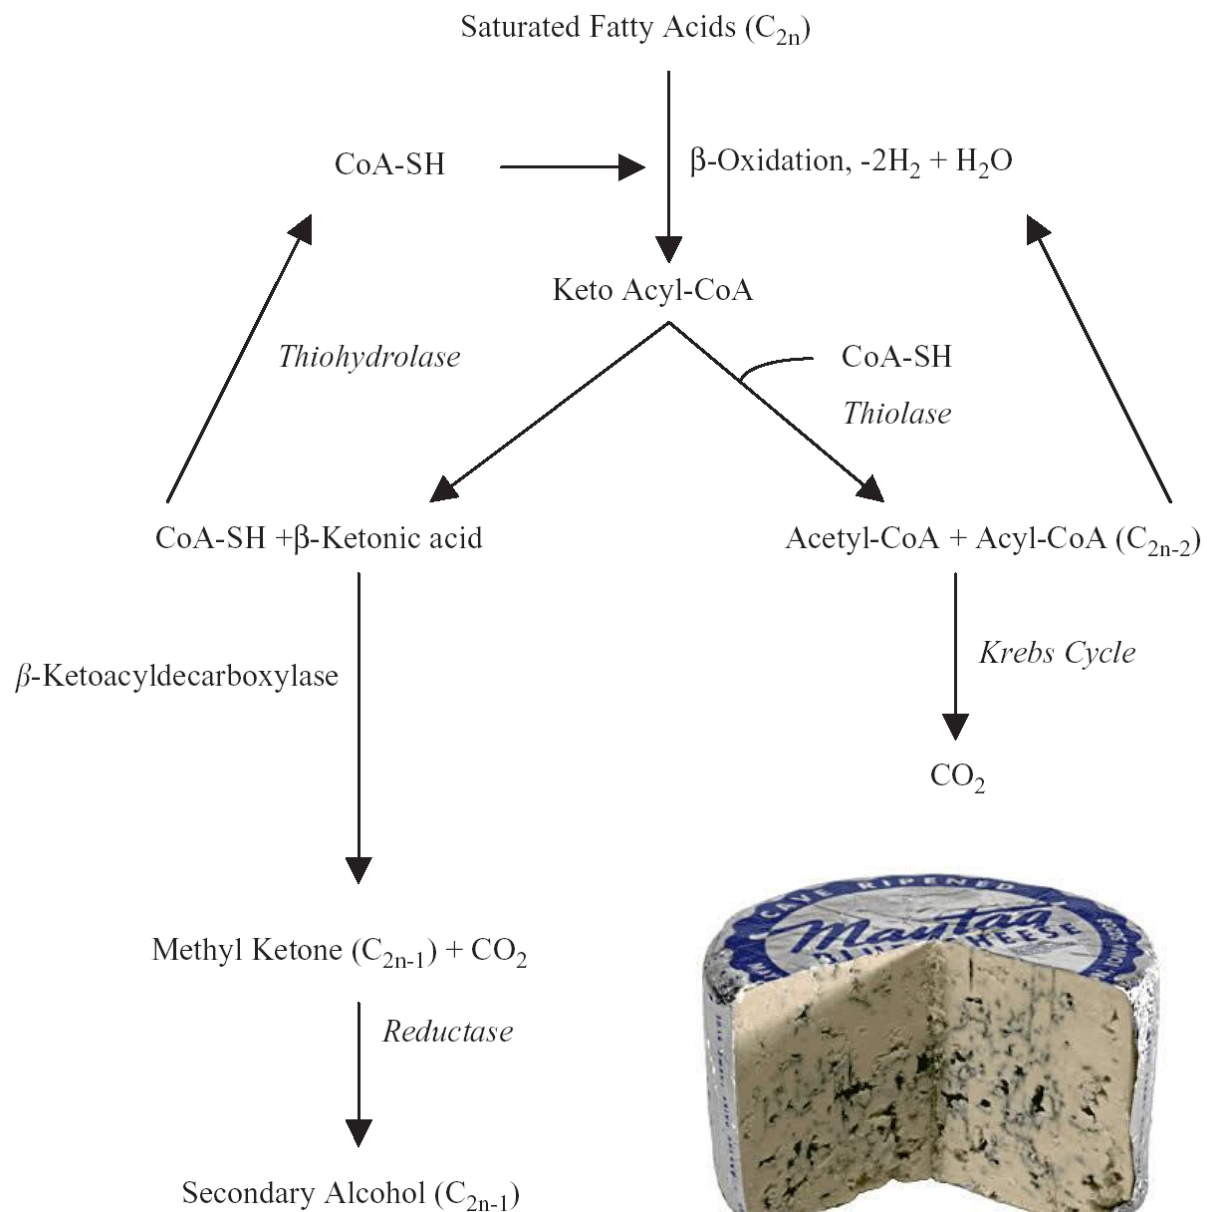 Saturated Fatty Acids (C₂ₙ)
CoA-SH
β-Oxidation, -2H₂ + H₂O
Keto Acyl-CoA
Thiohydrolase
CoA-SH
Thiolase
CoA-SH +β-Ketonic acid
Acetyl-CoA + Acyl-CoA (C₂ₙ₋₂)
β-Ketoacyldecarboxylase
Krebs Cycle
CO₂
Methyl Ketone (C₂ₙ₋₁) + CO₂
Reductase
Secondary Alcohol (C₂ₙ₋₁)
CAVE RIPENED
Maytag
CHEESE